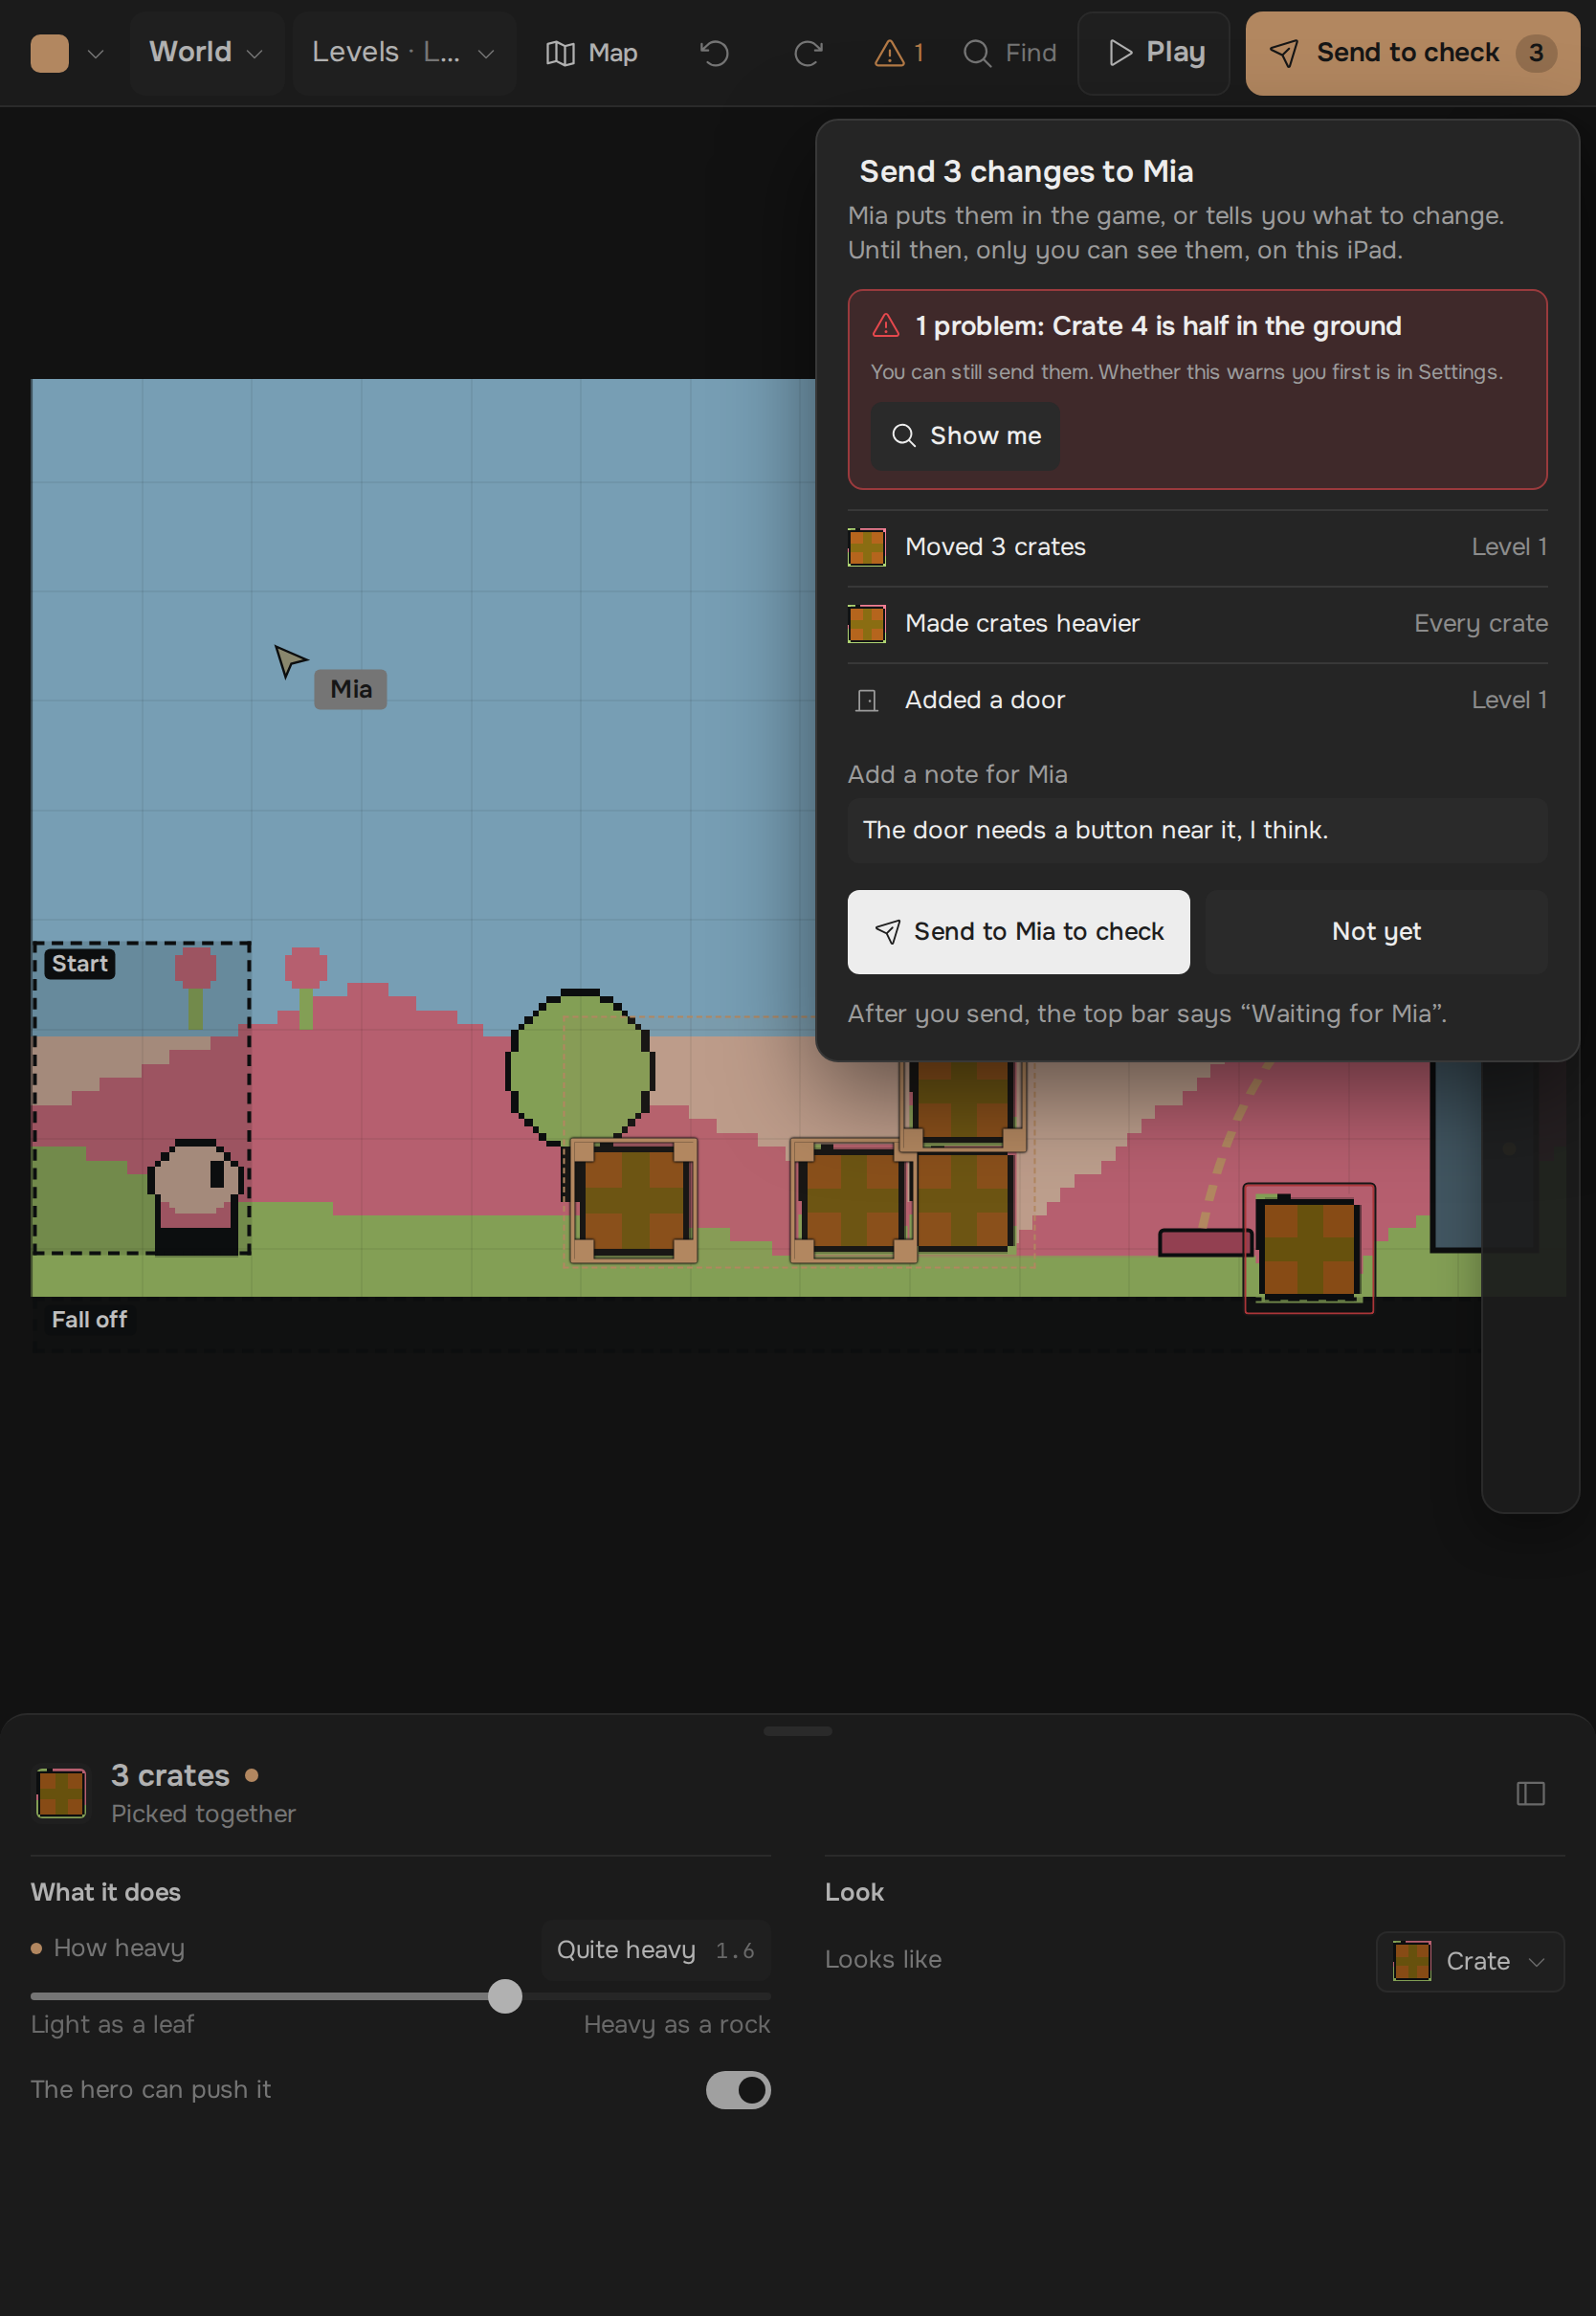 World
Levels · L...
Map
1
Find
Play
Send to check 3
Send 3 changes to Mia
Mia puts them in the game, or tells you what to change.
Until then, only you can see them, on this iPad.
1 problem: Crate 4 is half in the ground
You can still send them. Whether this warns you first is in Settings.
Show me
Moved 3 crates Level 1
Made crates heavier Every crate
Added a door Level 1
Add a note for Mia
The door needs a button near it, I think.
Send to Mia to check
Not yet
After you send, the top bar says “Waiting for Mia”.
Mia
Start
Fall off
3 crates
Picked together
What it does
How heavy
Quite heavy 1.6
Light as a leaf Heavy as a rock
The hero can push it
Look
Looks like
Crate